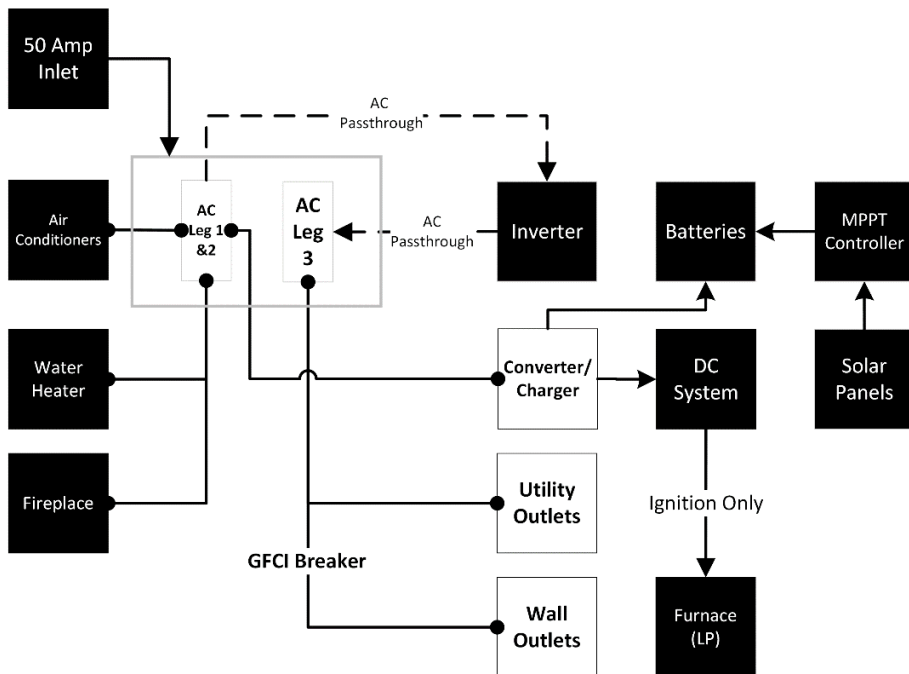 50 Amp
Inlet
AC
Passthrough
Air
Conditioners
AC
Leg 1
&2
AC
Leg
3
AC
Passthrough
Inverter
Batteries
MPPT
Controller
Water
Heater
Converter/
Charger
DC
System
Solar
Panels
Fireplace
Utility
Outlets
Ignition Only
GFCI Breaker
Wall
Outlets
Furnace
(LP)